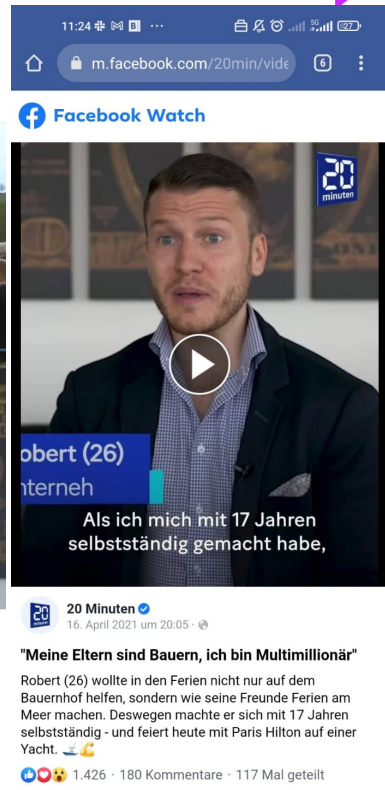 11:24
5G
27
m.facebook.com/20min/vide
6
Facebook Watch
20
minuten
obert (26)
nterneh
Als ich mich mit 17 Jahren
selbstständig gemacht habe,
20 Minuten
16. April 2021 um 20:05 ·
"Meine Eltern sind Bauern, ich bin Multimillionär"
Robert (26) wollte in den Ferien nicht nur auf dem
Bauernhof helfen, sondern wie seine Freunde Ferien am
Meer machen. Deswegen machte er sich mit 17 Jahren
selbstständig - und feiert heute mit Paris Hilton auf einer
Yacht. 🚤💪
1.426 · 180 Kommentare · 117 Mal geteilt